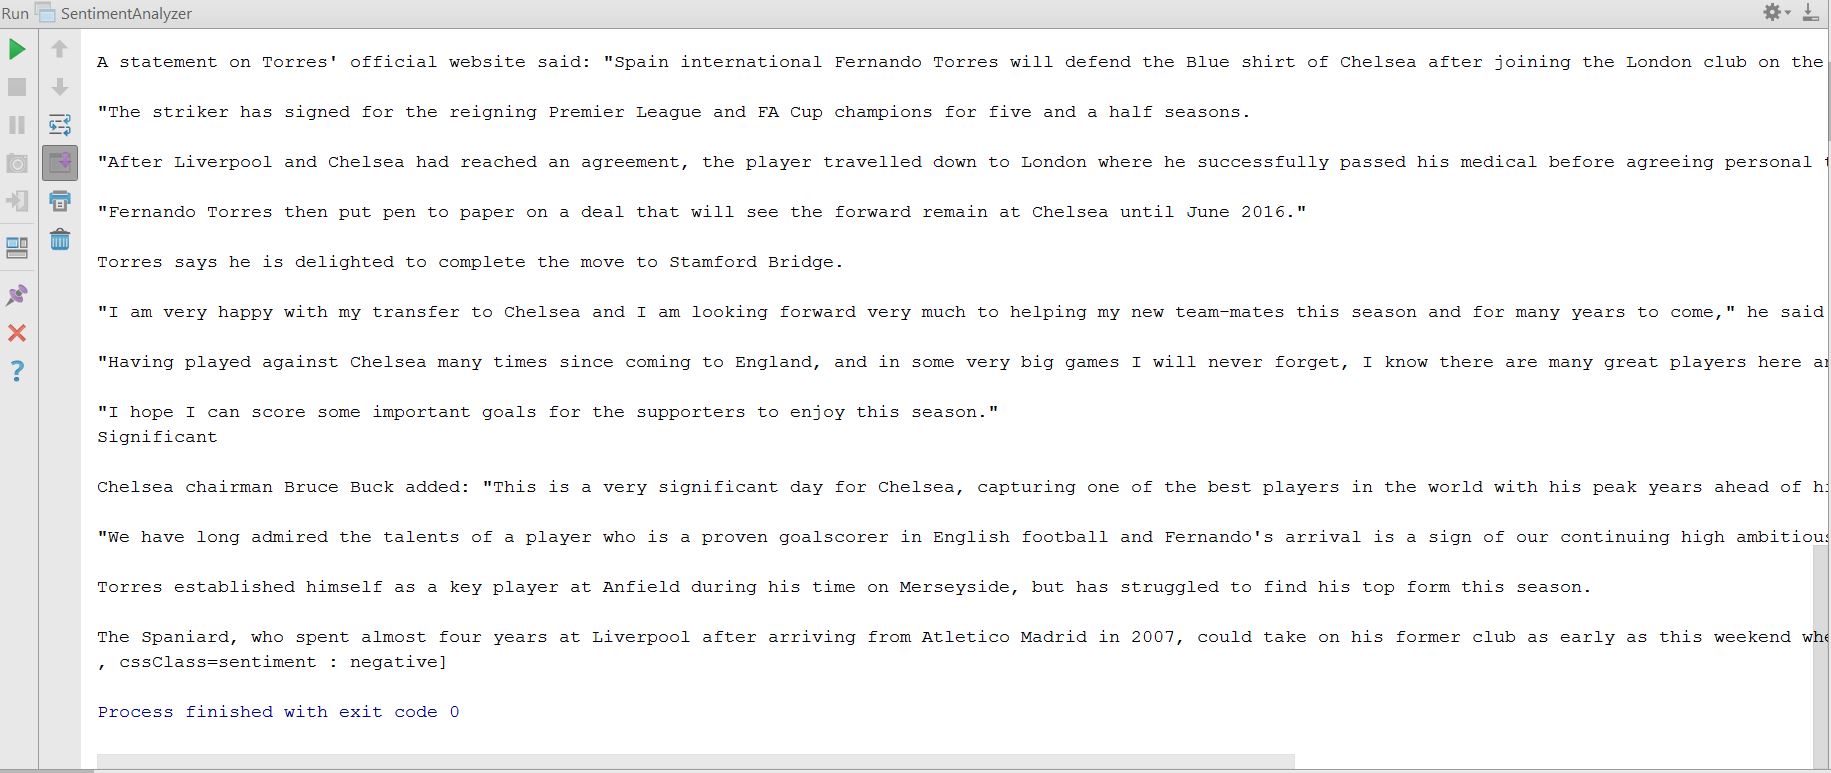 Run SentimentAnalyzer
A statement on Torres' official website said: "Spain international Fernando Torres will defend the Blue shirt of Chelsea after joining the London club on the
"The striker has signed for the reigning Premier League and FA Cup champions for five and a half seasons.
"After Liverpool and Chelsea had reached an agreement, the player travelled down to London where he successfully passed his medical before agreeing personal
"Fernando Torres then put pen to paper on a deal that will see the forward remain at Chelsea until June 2016."
Torres says he is delighted to complete the move to Stamford Bridge.
"I am very happy with my transfer to Chelsea and I am looking forward very much to helping my new team-mates this season and for many years to come," he said
"Having played against Chelsea many times since coming to England, and in some very big games I will never forget, I know there are many great players here
"I hope I can score some important goals for the supporters to enjoy this season."
Significant
Chelsea chairman Bruce Buck added: "This is a very significant day for Chelsea, capturing one of the best players in the world with his peak years ahead of
"We have long admired the talents of a player who is a proven goalscorer in English football and Fernando's arrival is a sign of our continuing high ambitious
Torres established himself as a key player at Anfield during his time on Merseyside, but has struggled to find his top form this season.
The Spaniard, who spent almost four years at Liverpool after arriving from Atletico Madrid in 2007, could take on his former club as early as this weekend
, cssClass=sentiment : negative]
Process finished with exit code 0